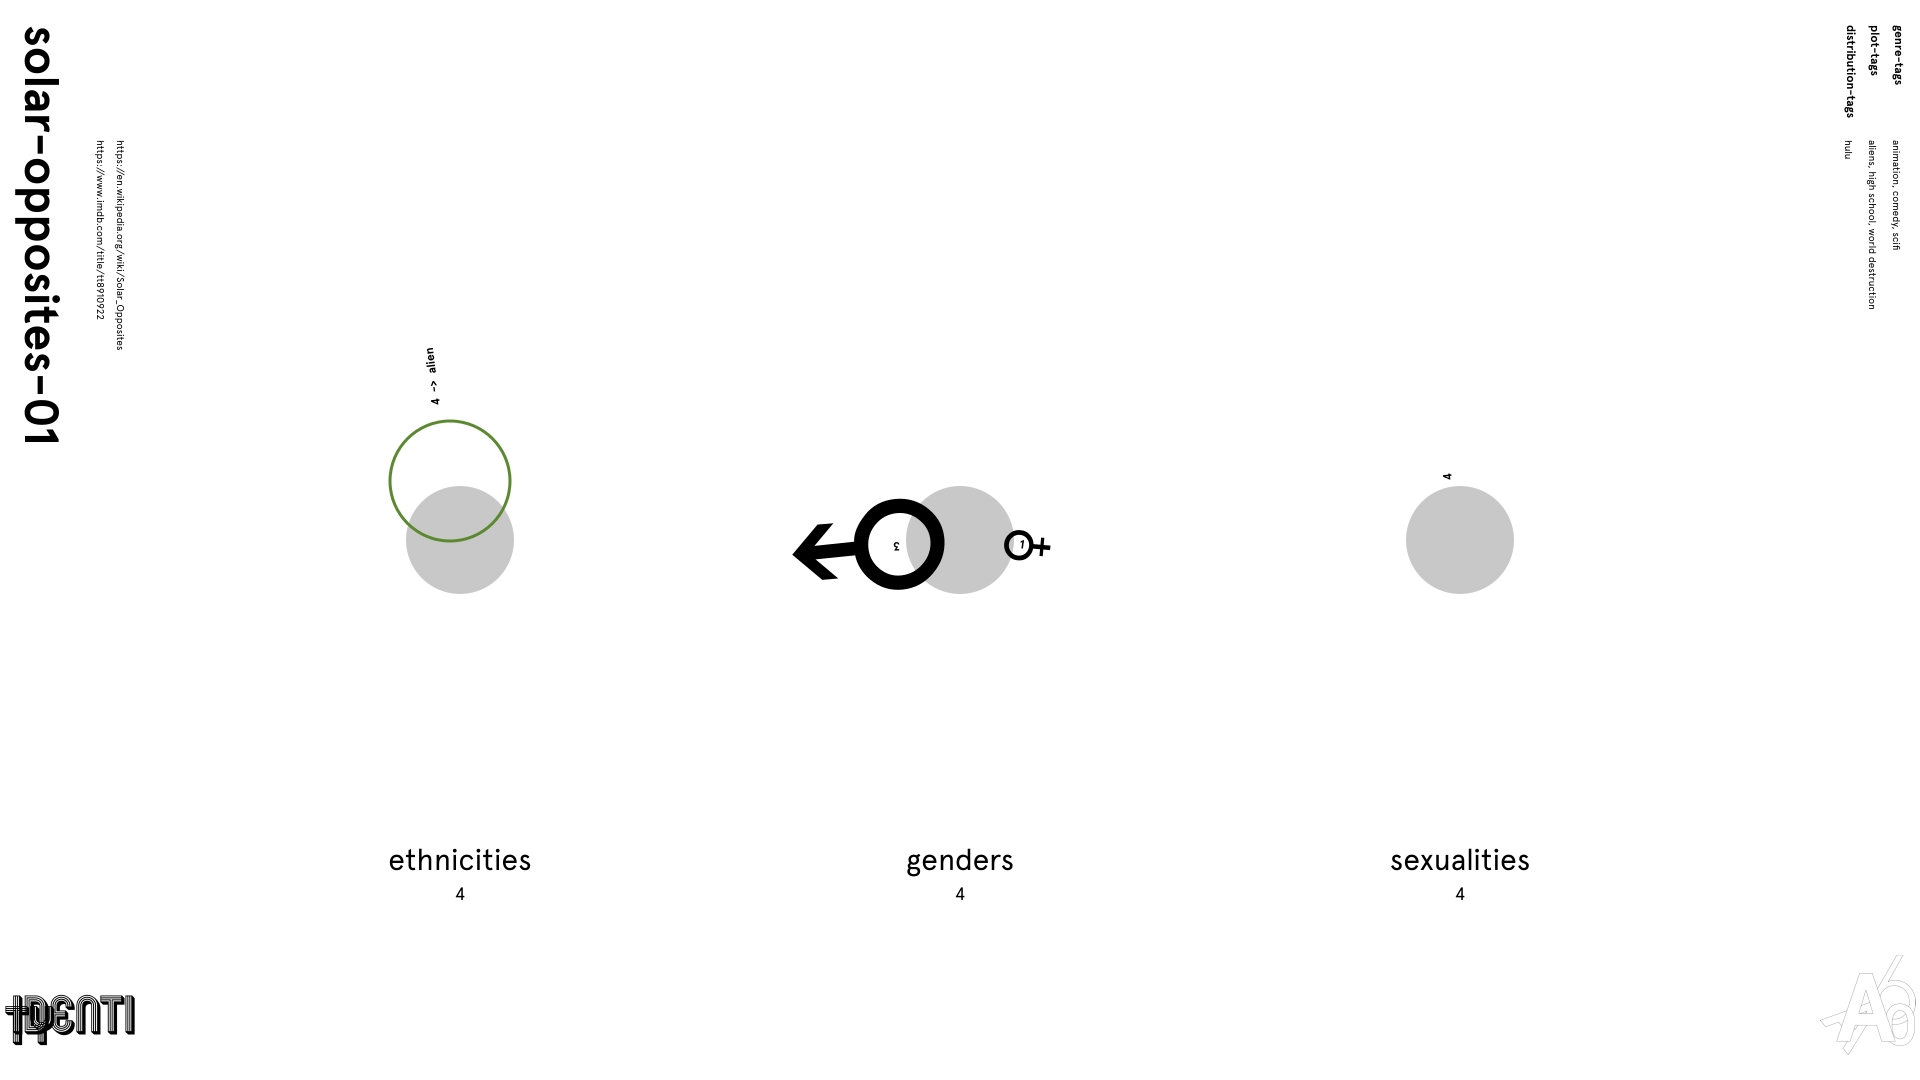 solar-opposites-01
https://en.wikipedia.org/wiki/Solar_Opposites
https://www.imdb.com/title/tt8910922
genre-tags animation, comedy, scifi
plot-tags aliens, high school, world destruction
distribution-tags hulu
4 -> alien
3
1
4
ethnicities
4
genders
4
sexualities
4
IDENTI